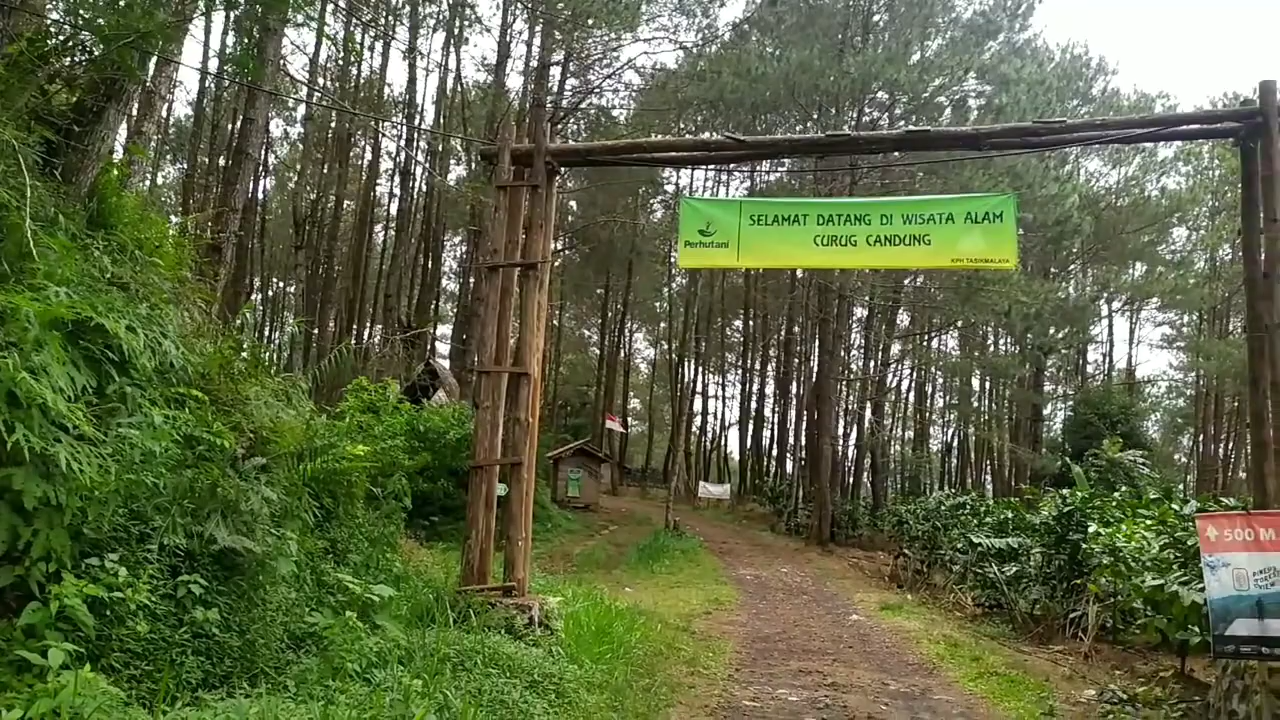 Perhutani
SELAMAT DATANG DI WISATA ALAM
CURUG CANDUNG
KPH TASIKMALAYA
500 M